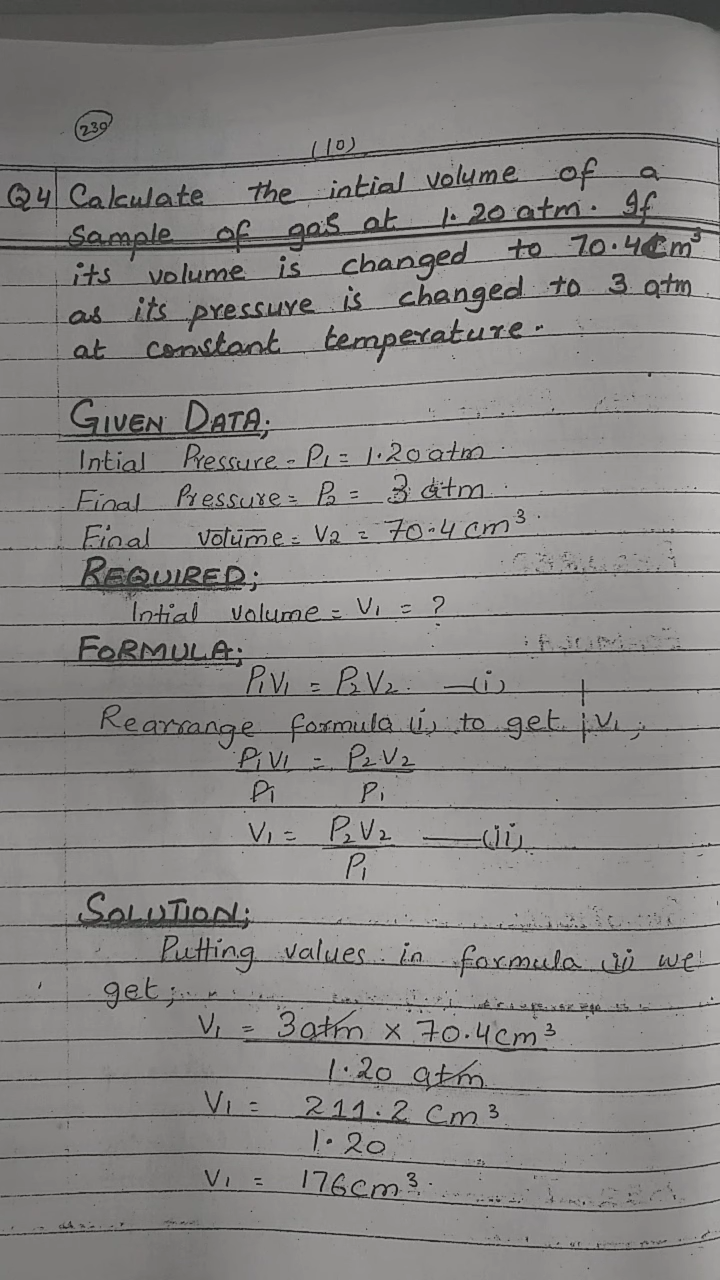 239
(10)
Q4 Calculate the intial volume of a
Sample of gas at 1.20 atm. If
its volume is changed to 70.4cm³
as its pressure is changed to 3 atm
at constant temperature.
GIVEN DATA;
Intial Pressure = P₁ = 1.20 atm
Final Pressure = P₂ = 3 atm
Final volume = V₂ = 70.4 cm³
REQUIRED;
Intial volume = V₁ = ?
FORMULA;
P₁V₁ = P₂V₂ —(i)
Rearrange formula (i) to get V₁;
P₁V₁ = P₂V₂
P₁ P₁
V₁ = P₂V₂ —(ii)
P₁
SOLUTION;
Putting values in formula (ii) we
get;
V₁ = 3atm x 70.4cm³
1.20 atm
V₁ = 211.2 cm³
1.20
V₁ = 176cm³